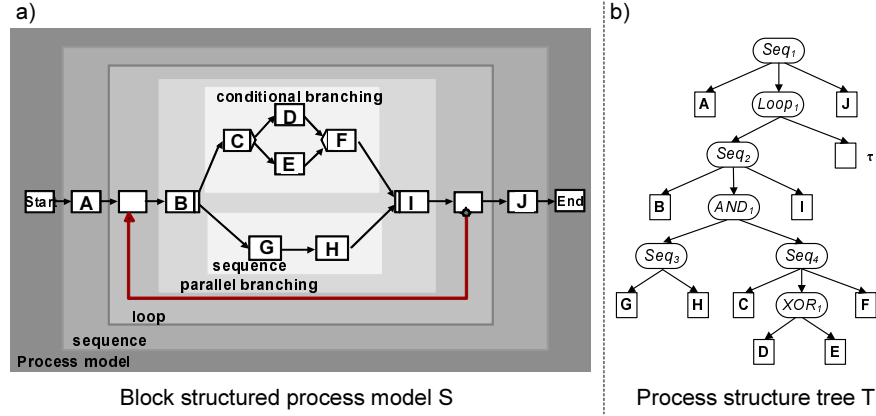 a)
b)
conditional branching
D
C
F
E
Start
A
B
I
J
End
G
H
sequence
parallel branching
loop
sequence
Process model
Block structured process model S
Seq1
A
Loop1
J
Seq2
τ
B
AND1
I
Seq3
Seq4
G
H
C
XOR1
F
D
E
Process structure tree T